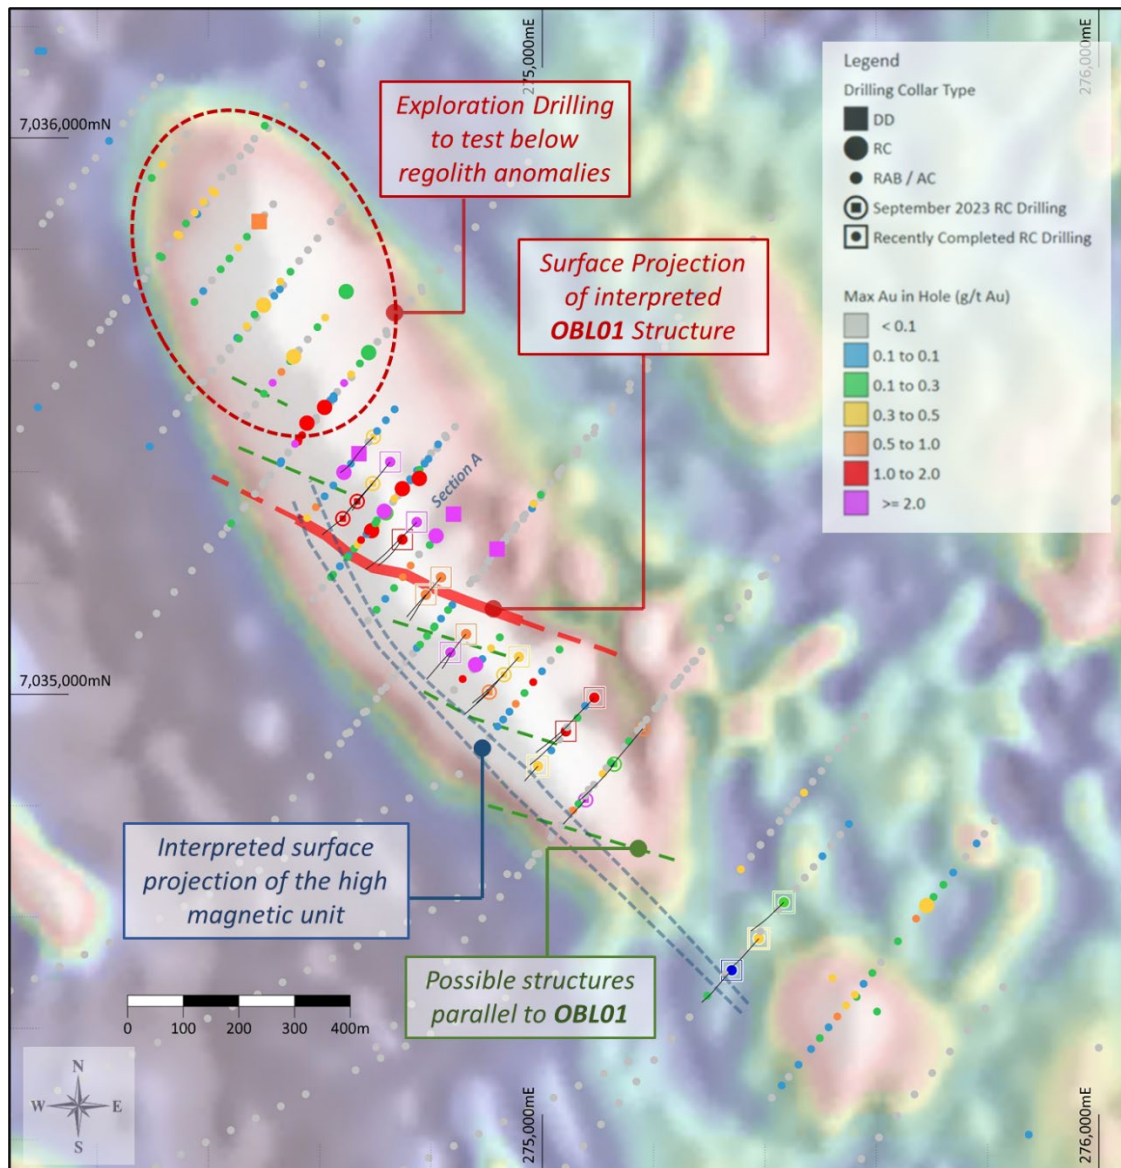 275,000mE
276,000mE
7,036,000mN
Exploration Drilling
to test below
regolith anomalies
Legend
Drilling Collar Type
DD
RC
RAB / AC
September 2023 RC Drilling
Recently Completed RC Drilling
Surface Projection
of interpreted
OBL01 Structure
Max Au in Hole (g/t Au)
< 0.1
0.1 to 0.1
0.1 to 0.3
0.3 to 0.5
0.5 to 1.0
1.0 to 2.0
>= 2.0
Section A
7,035,000mN
Interpreted surface
projection of the high
magnetic unit
Possible structures
parallel to OBL01
0 100 200 300 400m
N
W E
S
275,000mE
276,000mE